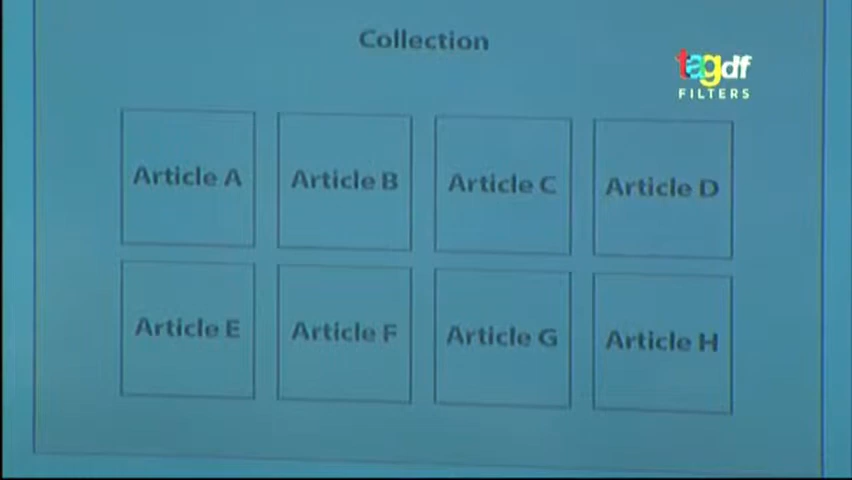 Collection
tagdf
FILTERS
Article A
Article B
Article C
Article D
Article E
Article F
Article G
Article H